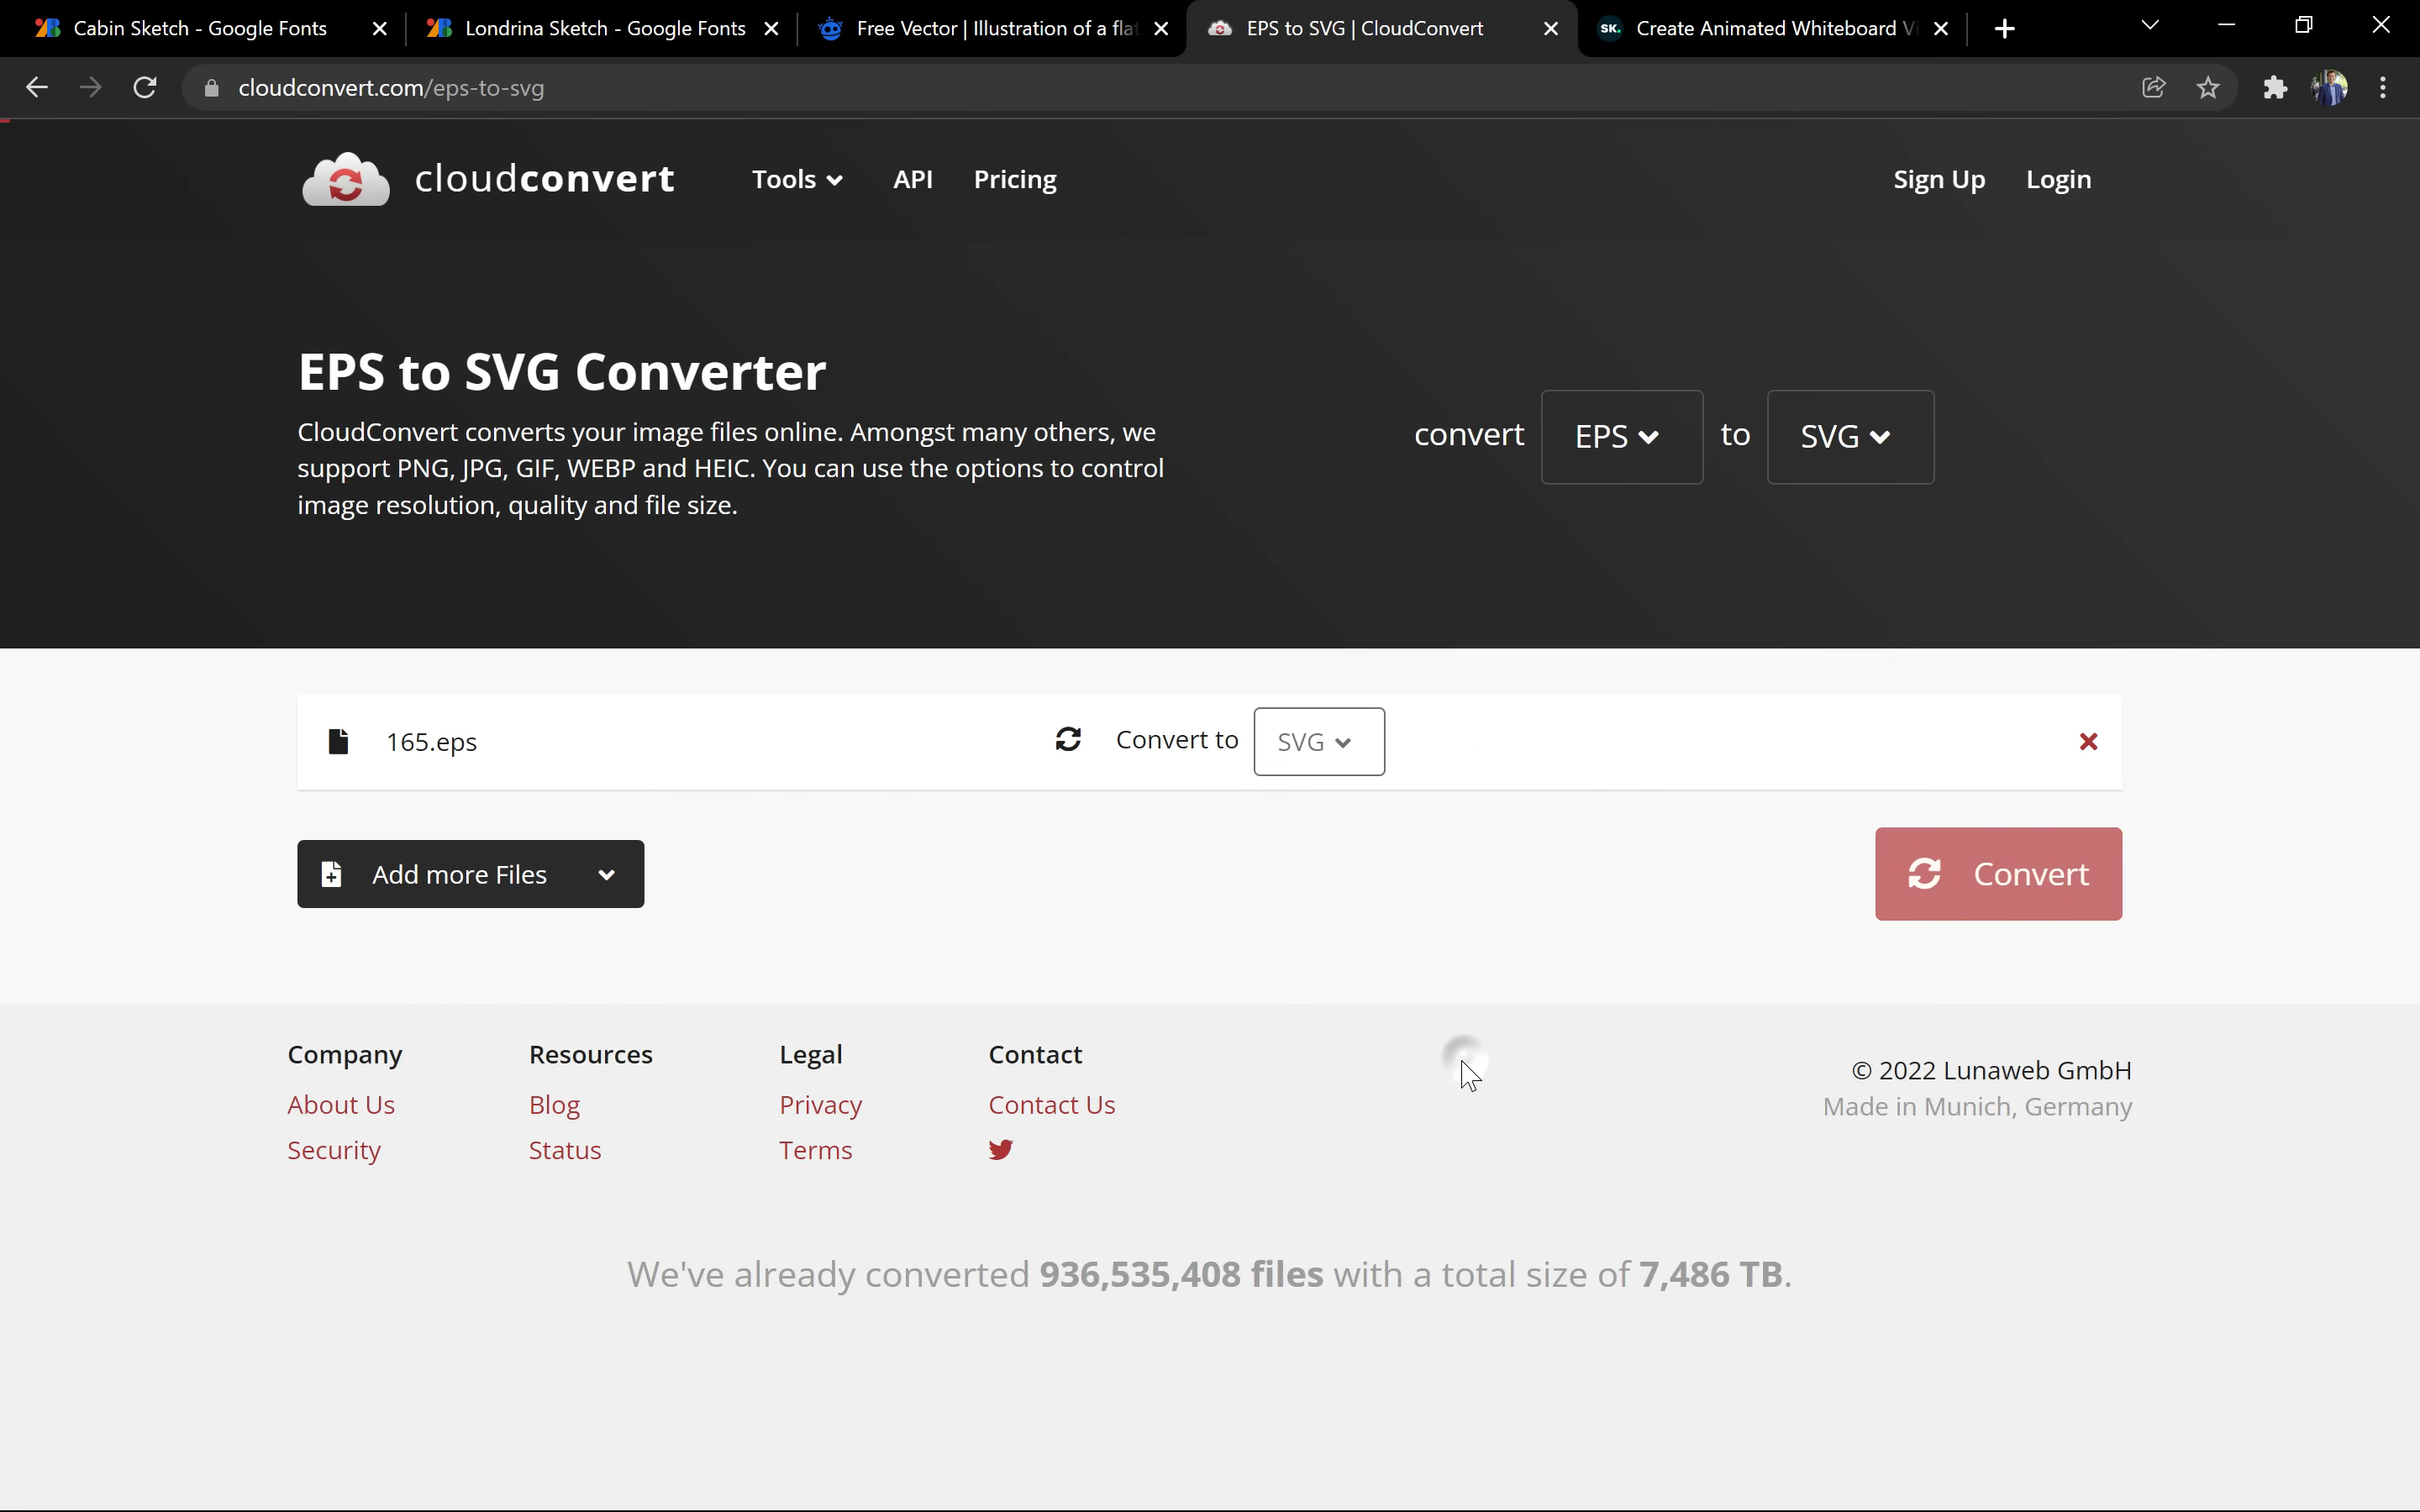 Cabin Sketch - Google Fonts
Londrina Sketch - Google Fonts
Free Vector | Illustration of a flat
EPS to SVG | CloudConvert
SK.
Create Animated Whiteboard Vi
cloudconvert.com/eps-to-svg
cloudconvert
Tools
API
Pricing
Sign Up
Login
EPS to SVG Converter
CloudConvert converts your image files online. Amongst many others, we
support PNG, JPG, GIF, WEBP and HEIC. You can use the options to control
image resolution, quality and file size.
convert EPS to SVG
165.eps
Convert to SVG
Add more Files
Convert
Company
Resources
Legal
Contact
About Us
Blog
Privacy
Contact Us
Security
Status
Terms
© 2022 Lunaweb GmbH
Made in Munich, Germany
We've already converted 936,535,408 files with a total size of 7,486 TB.